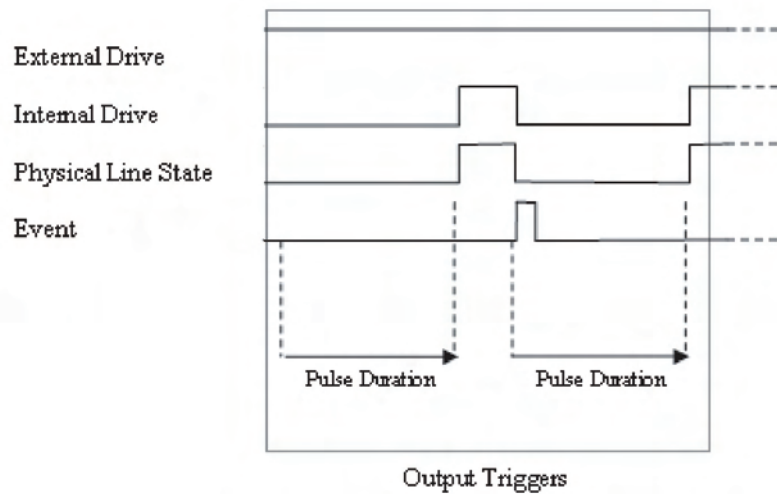 External Drive
Internal Drive
Physical Line State
Event
Pulse Duration
Pulse Duration
Output Triggers